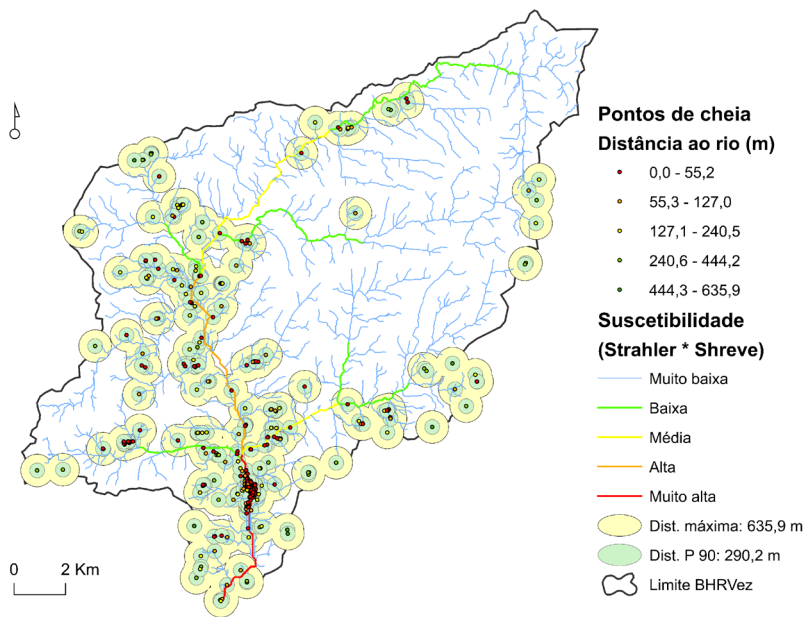 Pontos de cheia
Distância ao rio (m)
0,0 - 55,2
55,3 - 127,0
127,1 - 240,5
240,6 - 444,2
444,3 - 635,9
Suscetibilidade
(Strahler * Shreve)
Muito baixa
Baixa
Média
Alta
Muito alta
Dist. máxima: 635,9 m
Dist. P 90: 290,2 m
Limite BHRVez
0 2 Km